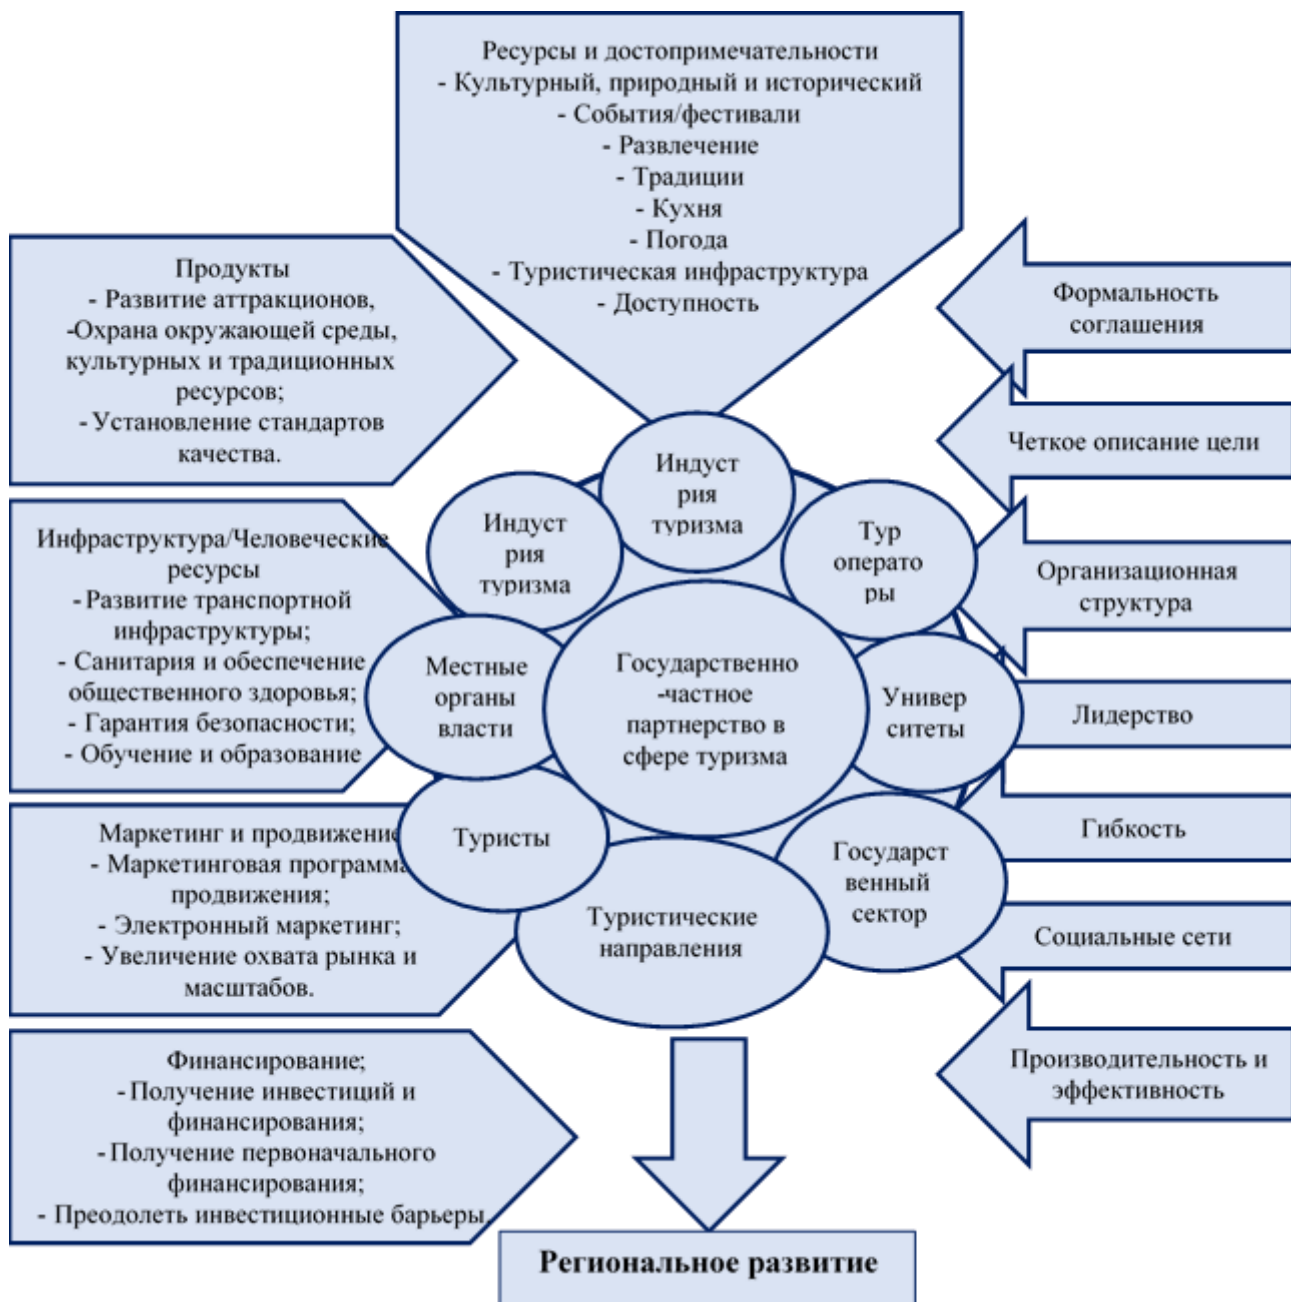 Ресурсы и достопримечательности
- Культурный, природный и исторический
- События/фестивали
- Развлечение
- Традиции
- Кухня
- Погода
- Туристическая инфраструктура
- Доступность
Продукты
- Развитие аттракционов,
-Охрана окружающей среды,
культурных и традиционных
ресурсов;
- Установление стандартов
качества.
Инфраструктура/Человеческие
ресурсы
- Развитие транспортной
инфраструктуры;
- Санитария и обеспечение
общественного здоровья;
- Гарантия безопасности;
- Обучение и образование
Маркетинг и продвижение
- Маркетинговая программа
продвижения;
- Электронный маркетинг;
- Увеличение охвата рынка и
масштабов.
Финансирование;
- Получение инвестиций и
финансирования;
- Получение первоначального
финансирования;
- Преодолеть инвестиционные барьеры.
Индуст
рия
туризма
Индуст
рия
туризма
Тур
операто
ры
Местные
органы
власти
Государственно
-частное
партнерство в
сфере туризма
Универ
ситеты
Туристы
Туристические
направления
Государст
венный
сектор
Формальность
соглашения
Четкое описание цели
Организационная
структура
Лидерство
Гибкость
Социальные сети
Производительность и
эффективность
Региональное развитие